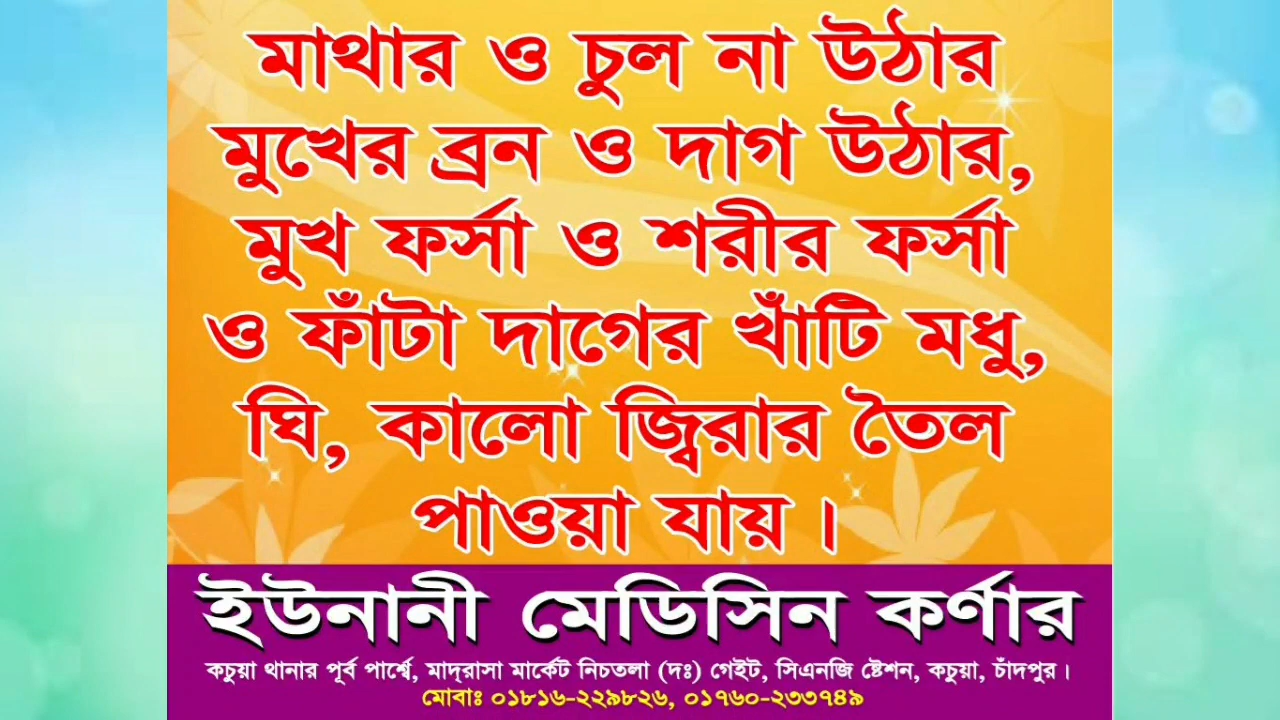 মাথার ও চুল না উঠার
মুখের ব্রন ও দাগ উঠার,
মুখ ফর্সা ও শরীর ফর্সা
ও ফাঁটা দাগের খাঁটি মধু,
ঘি, কালো জ্বিরার তৈল
পাওয়া যায়।
ইউনানী মেডিসিন কর্ণার
কচুয়া থানার পূর্ব পার্শ্বে, মাদ্‌রাসা মার্কেট নিচতলা (দঃ) গেইট, সিএনজি ষ্টেশন, কচুয়া, চাঁদপুর।
মোবাঃ ০১৮১৬-২২৯৮২৬, ০১৭৬০-২৩৩৭৪৯